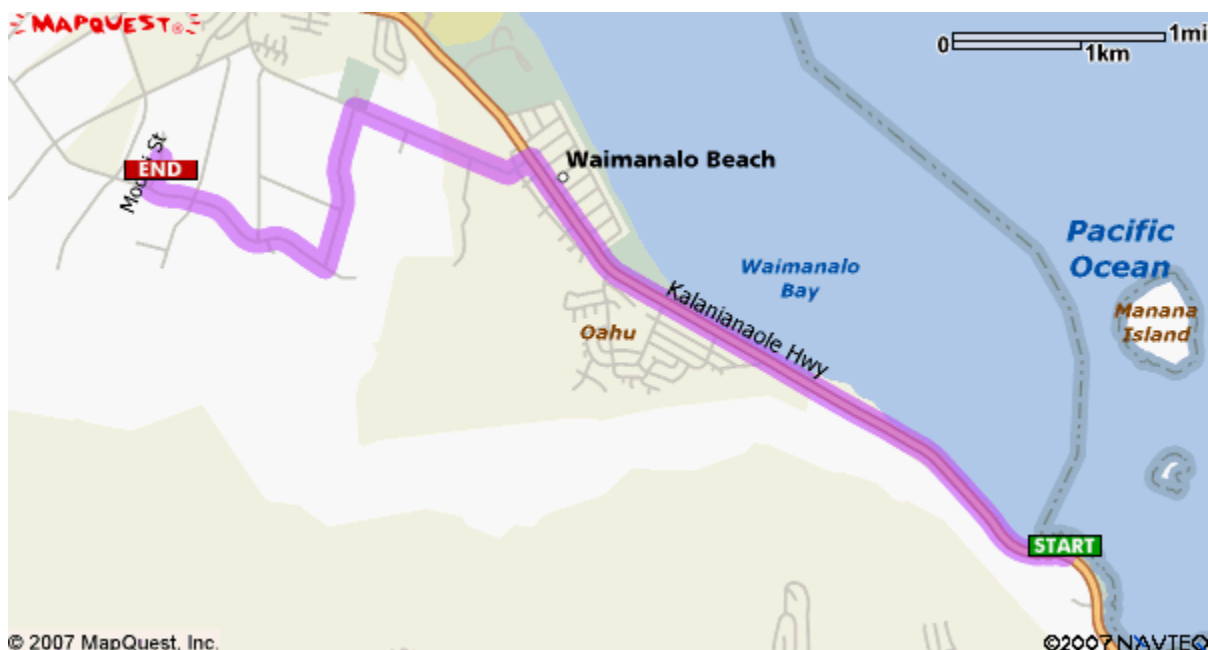 MAPQUEST®
0
1mi
1km
END
Waimanalo Beach
Pacific
Ocean
Waimanalo
Bay
Kalanianaole Hwy
Manana
Island
Oahu
START
© 2007 MapQuest, Inc.
©2007 NAVTEQ